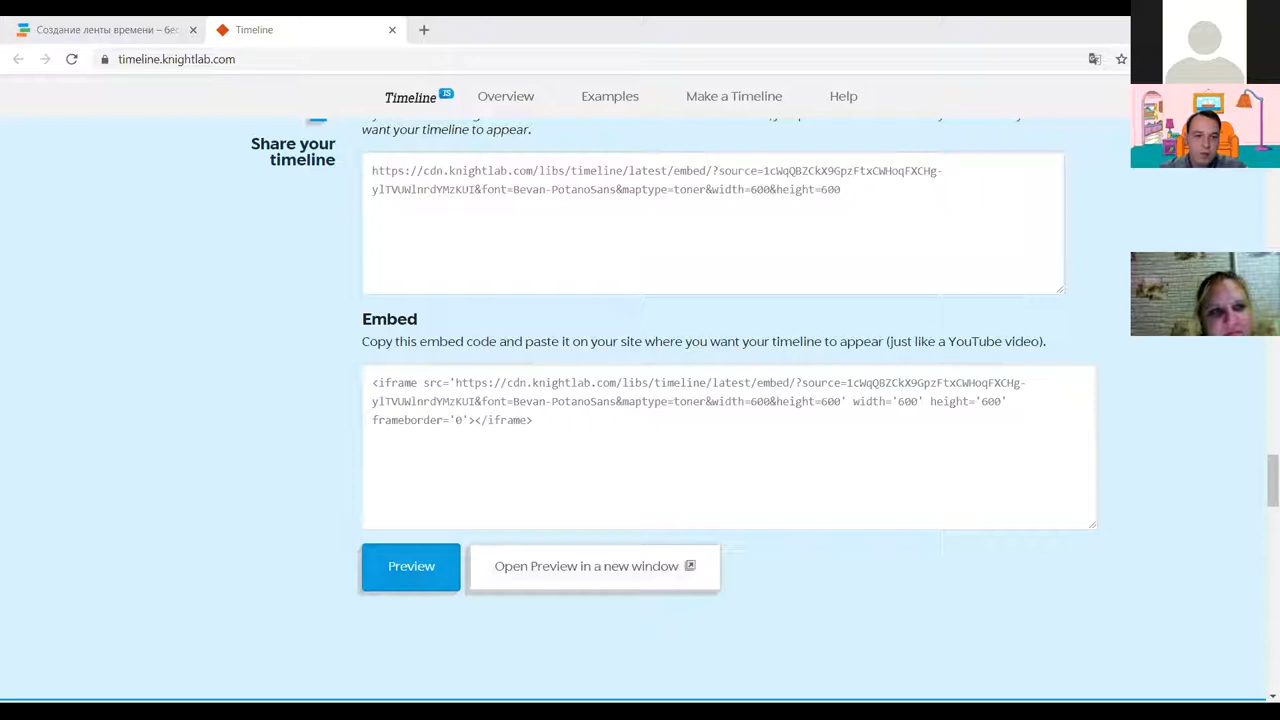 Создание ленты времени – бес
Timeline
timeline.knightlab.com
Timeline JS
Overview
Examples
Make a Timeline
Help
want your timeline to appear.
Share your
timeline
https://cdn.knightlab.com/libs/timeline/latest/embed/?source=1cWqQBZCkX9GpzFtxCWHoqFXCHg-
ylTVUWlnrdYMzKUI&font=Bevan-PotanoSans&maptype=toner&width=600&height=600
Embed
Copy this embed code and paste it on your site where you want your timeline to appear (just like a YouTube video).
<iframe src='https://cdn.knightlab.com/libs/timeline/latest/embed/?source=1cWqQBZCkX9GpzFtxCWHoqFXCHg-
ylTVUWlnrdYMzKUI&font=Bevan-PotanoSans&maptype=toner&width=600&height=600' width='600' height='600'
frameborder='0'></iframe>
Preview
Open Preview in a new window